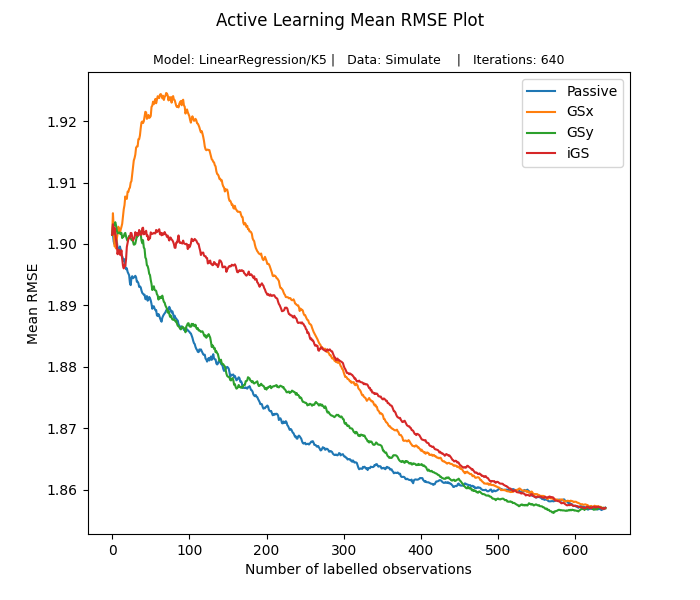 Active Learning Mean RMSE Plot
Model: LinearRegression/K5 |   Data: Simulate    |   Iterations: 640
Passive
GSx
GSy
iGS
1.92
1.91
1.90
1.89
1.88
1.87
1.86
Mean RMSE
0 100 200 300 400 500 600
Number of labelled observations